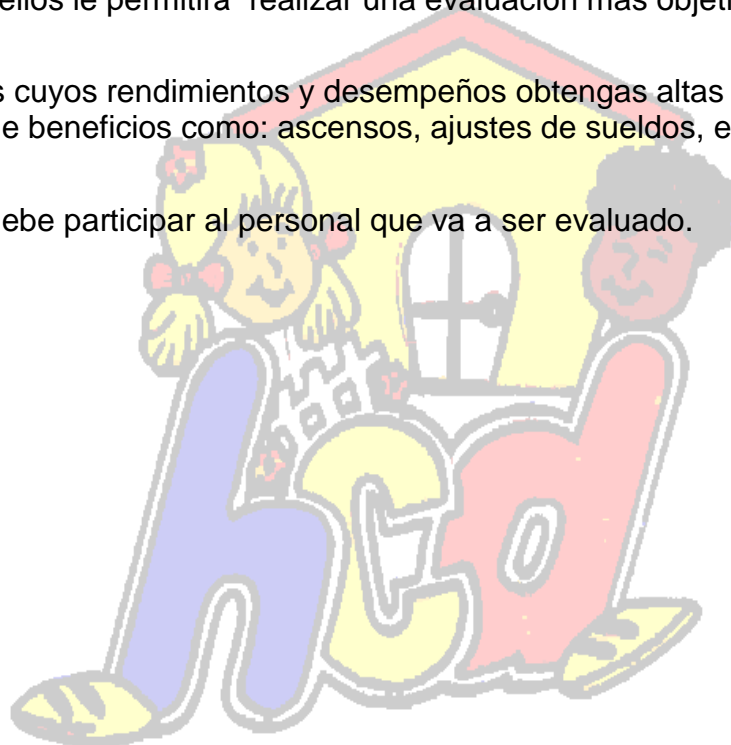 ellos le permitirá realizar una evaluación más objeti
s cuyos rendimientos y desempeños obtengas altas
e beneficios como: ascensos, ajustes de sueldos, e
ebe participar al personal que va a ser evaluado.
hcd